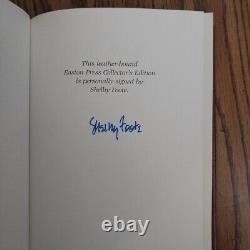 This leather-bound
Easton Press Collector's Edition
is personally signed by
Shelby Foote.
Shelby Foote